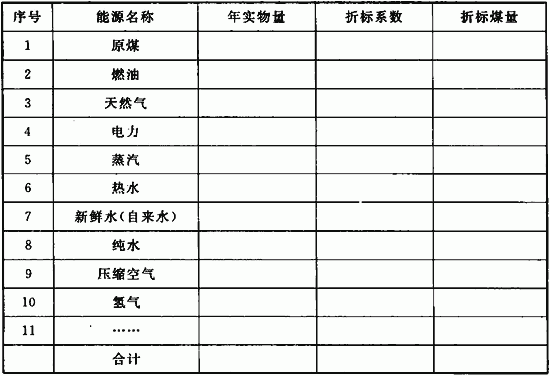 序号 能源名称 年实物量 折标系数 折标煤量
1 原煤
2 燃油
3 天然气
4 电力
5 蒸汽
6 热水
7 新鲜水(自来水)
8 纯水
9 压缩空气
10 氢气
11 ……
合计